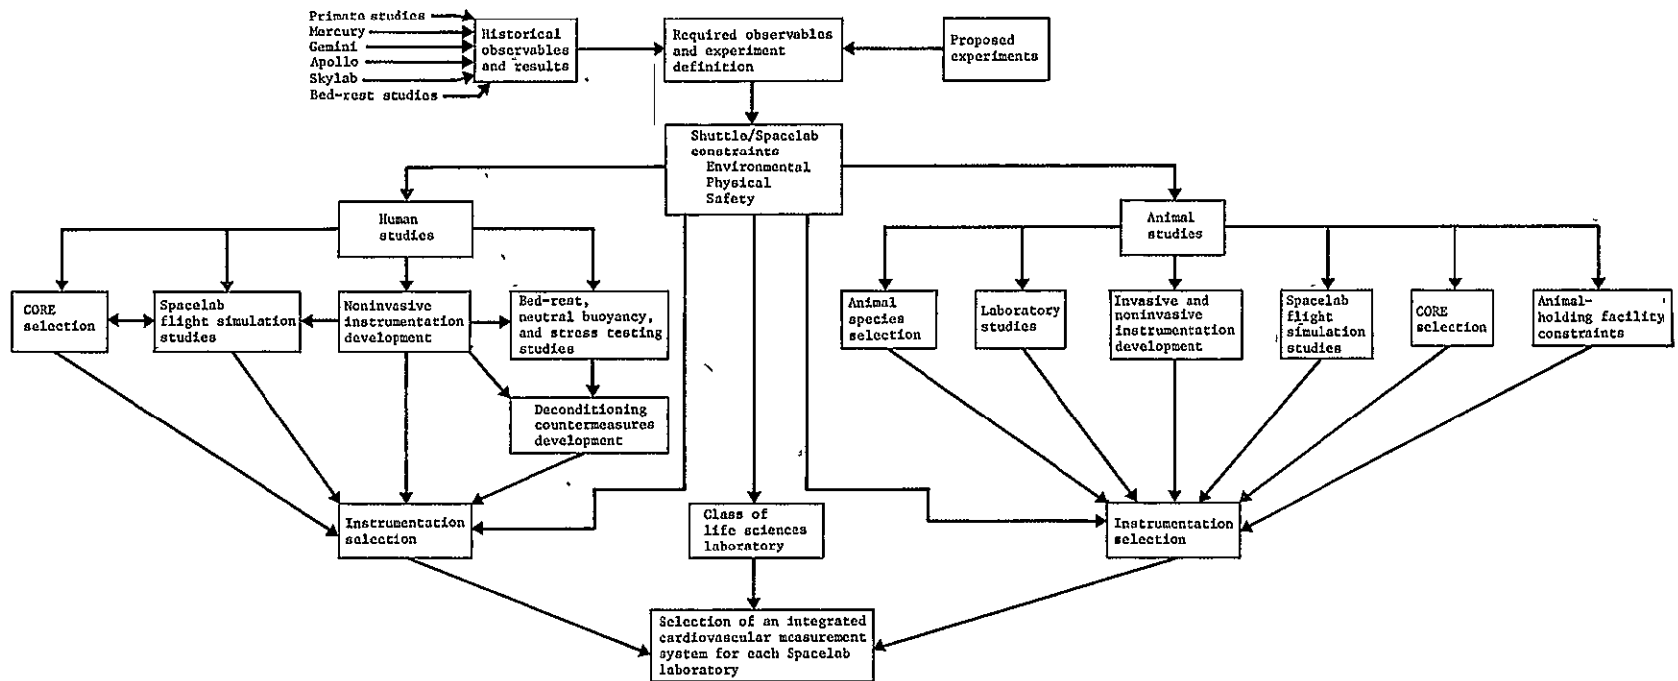 Primate studies
Mercury
Gemini
Apollo
Skylab
Bed-rest studies
Historical
observables
and results
Required observables
and experiment
definition
Proposed
experiments
Shuttle/Spacelab
constraints
Environmental
Physical
Safety
Human
studies
Animal
studies
CORE
selection
Spacelab
flight simulation
studies
Noninvasive
instrumentation
development
Bed-rest,
neutral buoyancy,
and stress testing
studies
Animal
species
selection
Laboratory
studies
Invasive and
noninvasive
instrumentation
development
Spacelab
flight
simulation
studies
CORE
selection
Animal-
holding facility
constraints
Deconditioning
countermeasures
development
Instrumentation
selection
Class of
life sciences
laboratory
Instrumentation
selection
Selection of an integrated
cardiovascular measurement
system for each Spacelab
laboratory